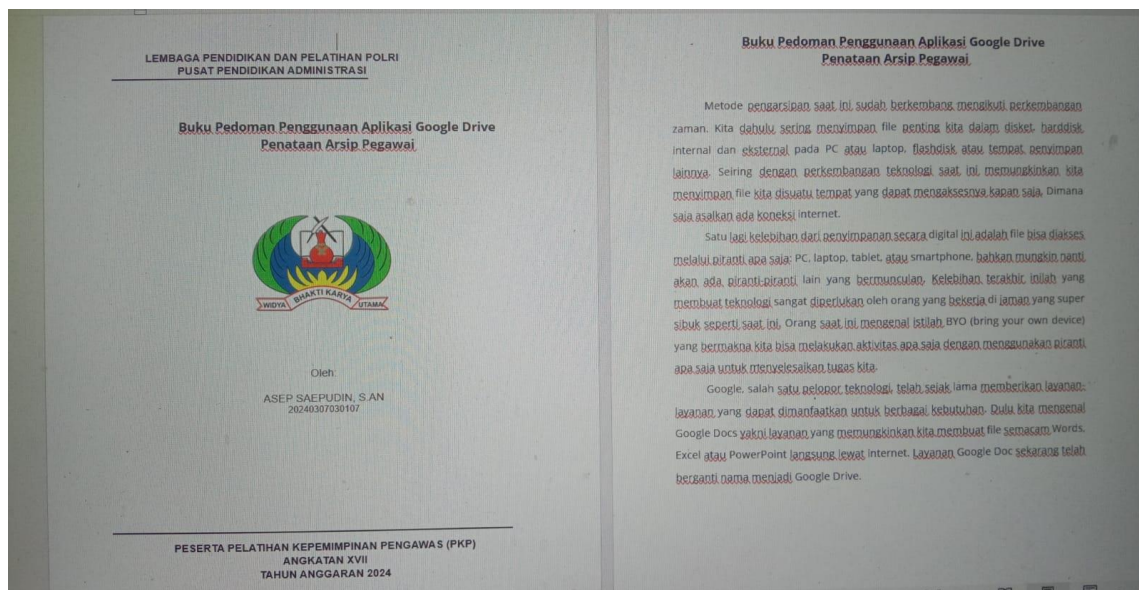 LEMBAGA PENDIDIKAN DAN PELATIHAN POLRI
PUSAT PENDIDIKAN ADMINISTRASI
Buku Pedoman Penggunaan Aplikasi Google Drive
Penataan Arsip Pegawai
WIDYA BHAKTI KARYA UTAMA
Oleh:
ASEP SAEPUDIN, S.AN
20240307030107
PESERTA PELATIHAN KEPEMIMPINAN PENGAWAS (PKP)
ANGKATAN XVII
TAHUN ANGGARAN 2024
Buku Pedoman Penggunaan Aplikasi Google Drive
Penataan Arsip Pegawai
Metode pengarsipan saat ini sudah berkembang mengikuti perkembangan
zaman. Kita dahulu sering menyimpan file penting kita dalam disket, harddisk
internal dan eksternal pada PC atau laptop, flashdisk atau tempat penyimpan
lainnya. Seiring dengan perkembangan teknologi saat ini memungkinkan kita
menyimpan file kita disuatu tempat yang dapat mengaksesnya kapan saja, Dimana
saja asalkan ada koneksi internet.
Satu lagi kelebihan dari penyimpanan secara digital ini adalah file bisa diakses
melalui piranti apa saja: PC, laptop, tablet, atau smartphone, bahkan mungkin nanti
akan ada piranti-piranti lain yang bermunculan. Kelebihan terakhir inilah yang
membuat teknologi sangat diperlukan oleh orang yang bekerja di jaman yang super
sibuk seperti saat ini. Orang saat ini mengenal istilah BYO (bring your own device)
yang bermakna kita bisa melakukan aktivitas apa saja dengan menggunakan piranti
apa saja untuk menyelesaikan tugas kita.
Google, salah satu pelopor teknologi, telah sejak lama memberikan layanan-
layanan yang dapat dimanfaatkan untuk berbagai kebutuhan. Dulu kita mengenal
Google Docs yakni layanan yang memungkinkan kita membuat file semacam Words,
Excel atau PowerPoint langsung lewat internet. Layanan Google Doc sekarang telah
berganti nama menjadi Google Drive.